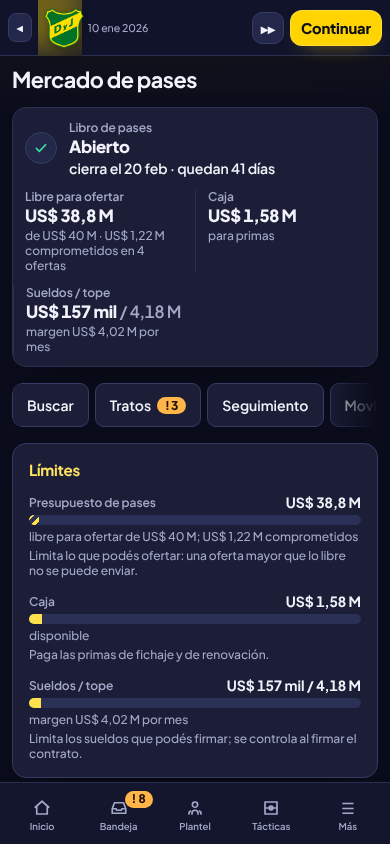 DyJ
10 ene 2026
Continuar
Mercado de pases
Libro de pases
Abierto
cierra el 20 feb · quedan 41 días
Libre para ofertar
US$ 38,8 M
de US$ 40 M · US$ 1,22 M
comprometidos en 4
ofertas
Caja
US$ 1,58 M
para primas
Sueldos / tope
US$ 157 mil / 4,18 M
margen US$ 4,02 M por
mes
Buscar
Tratos ! 3
Seguimiento
Movi
Límites
Presupuesto de pases US$ 38,8 M
libre para ofertar de US$ 40 M; US$ 1,22 M comprometidos
Limita lo que podés ofertar: una oferta mayor que lo libre
no se puede enviar.
Caja US$ 1,58 M
disponible
Paga las primas de fichaje y de renovación.
Sueldos / tope US$ 157 mil / 4,18 M
margen US$ 4,02 M por mes
Limita los sueldos que podés firmar; se controla al firmar el
contrato.
! 8
Inicio
Bandeja
Plantel
Tácticas
Más